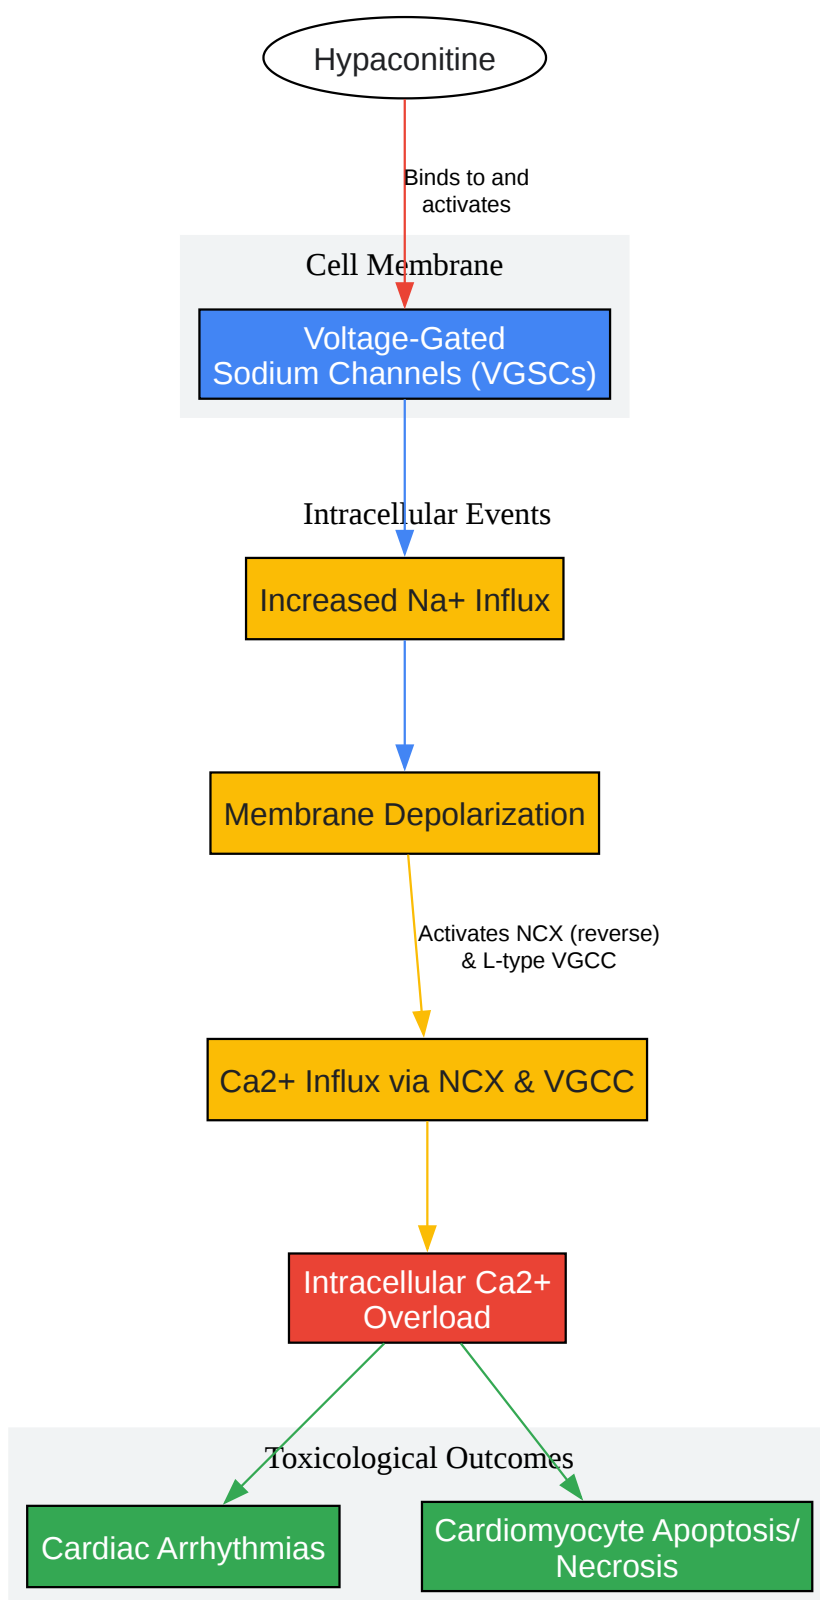 Hypaconitine
Binds to and
activates
Cell Membrane
Voltage-Gated
Sodium Channels (VGSCs)
Intracellular Events
Increased Na+ Influx
Membrane Depolarization
Activates NCX (reverse)
& L-type VGCC
Ca2+ Influx via NCX & VGCC
Intracellular Ca2+
Overload
Toxicological Outcomes
Cardiac Arrhythmias
Cardiomyocyte Apoptosis/
Necrosis